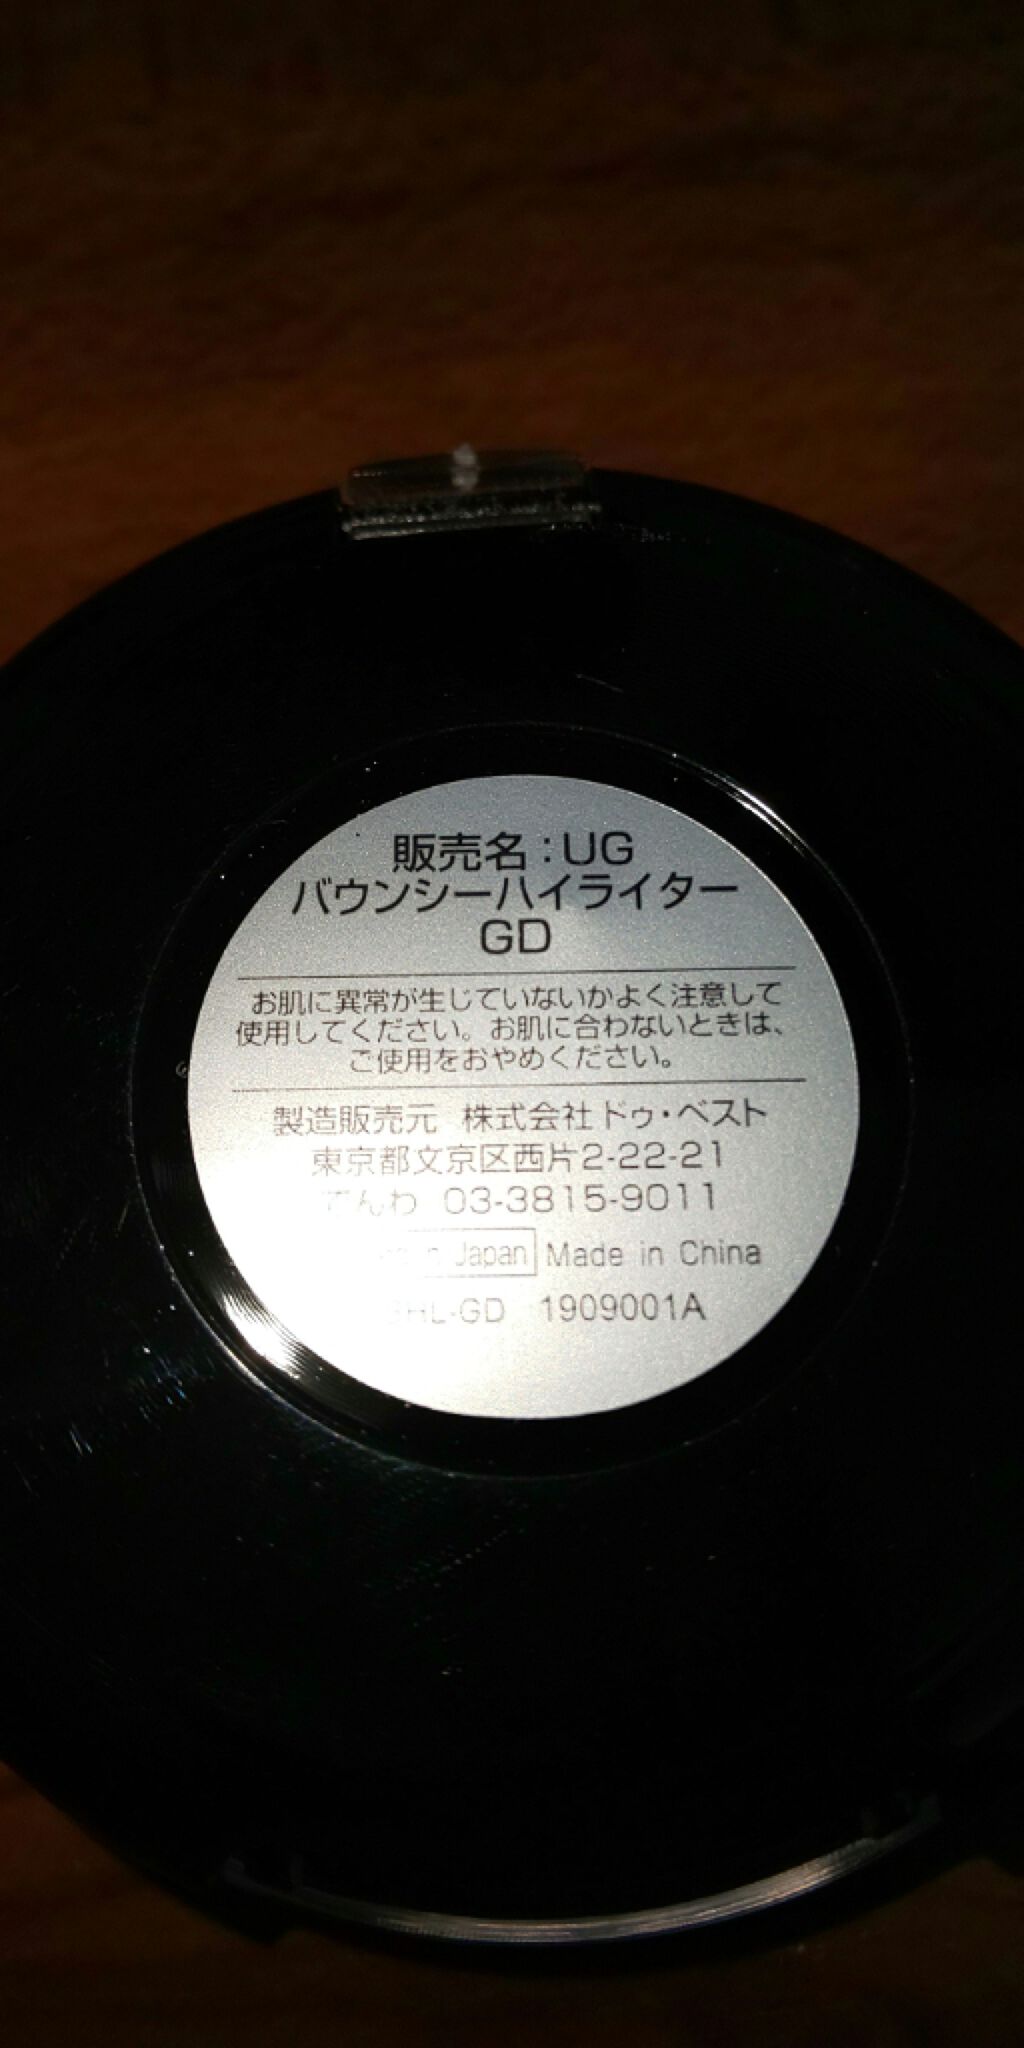 販売名:UG
バウンシーハイライター
GD
お肌に異常が生じていないかよく注意して
使用してください。お肌に合わないときは、
ご使用をおやめください。
製造販売元 株式会社ドゥ・ベスト
東京都文京区西片2-22-21
でんわ 03-3815-9011
Japan Made in China
1909001A